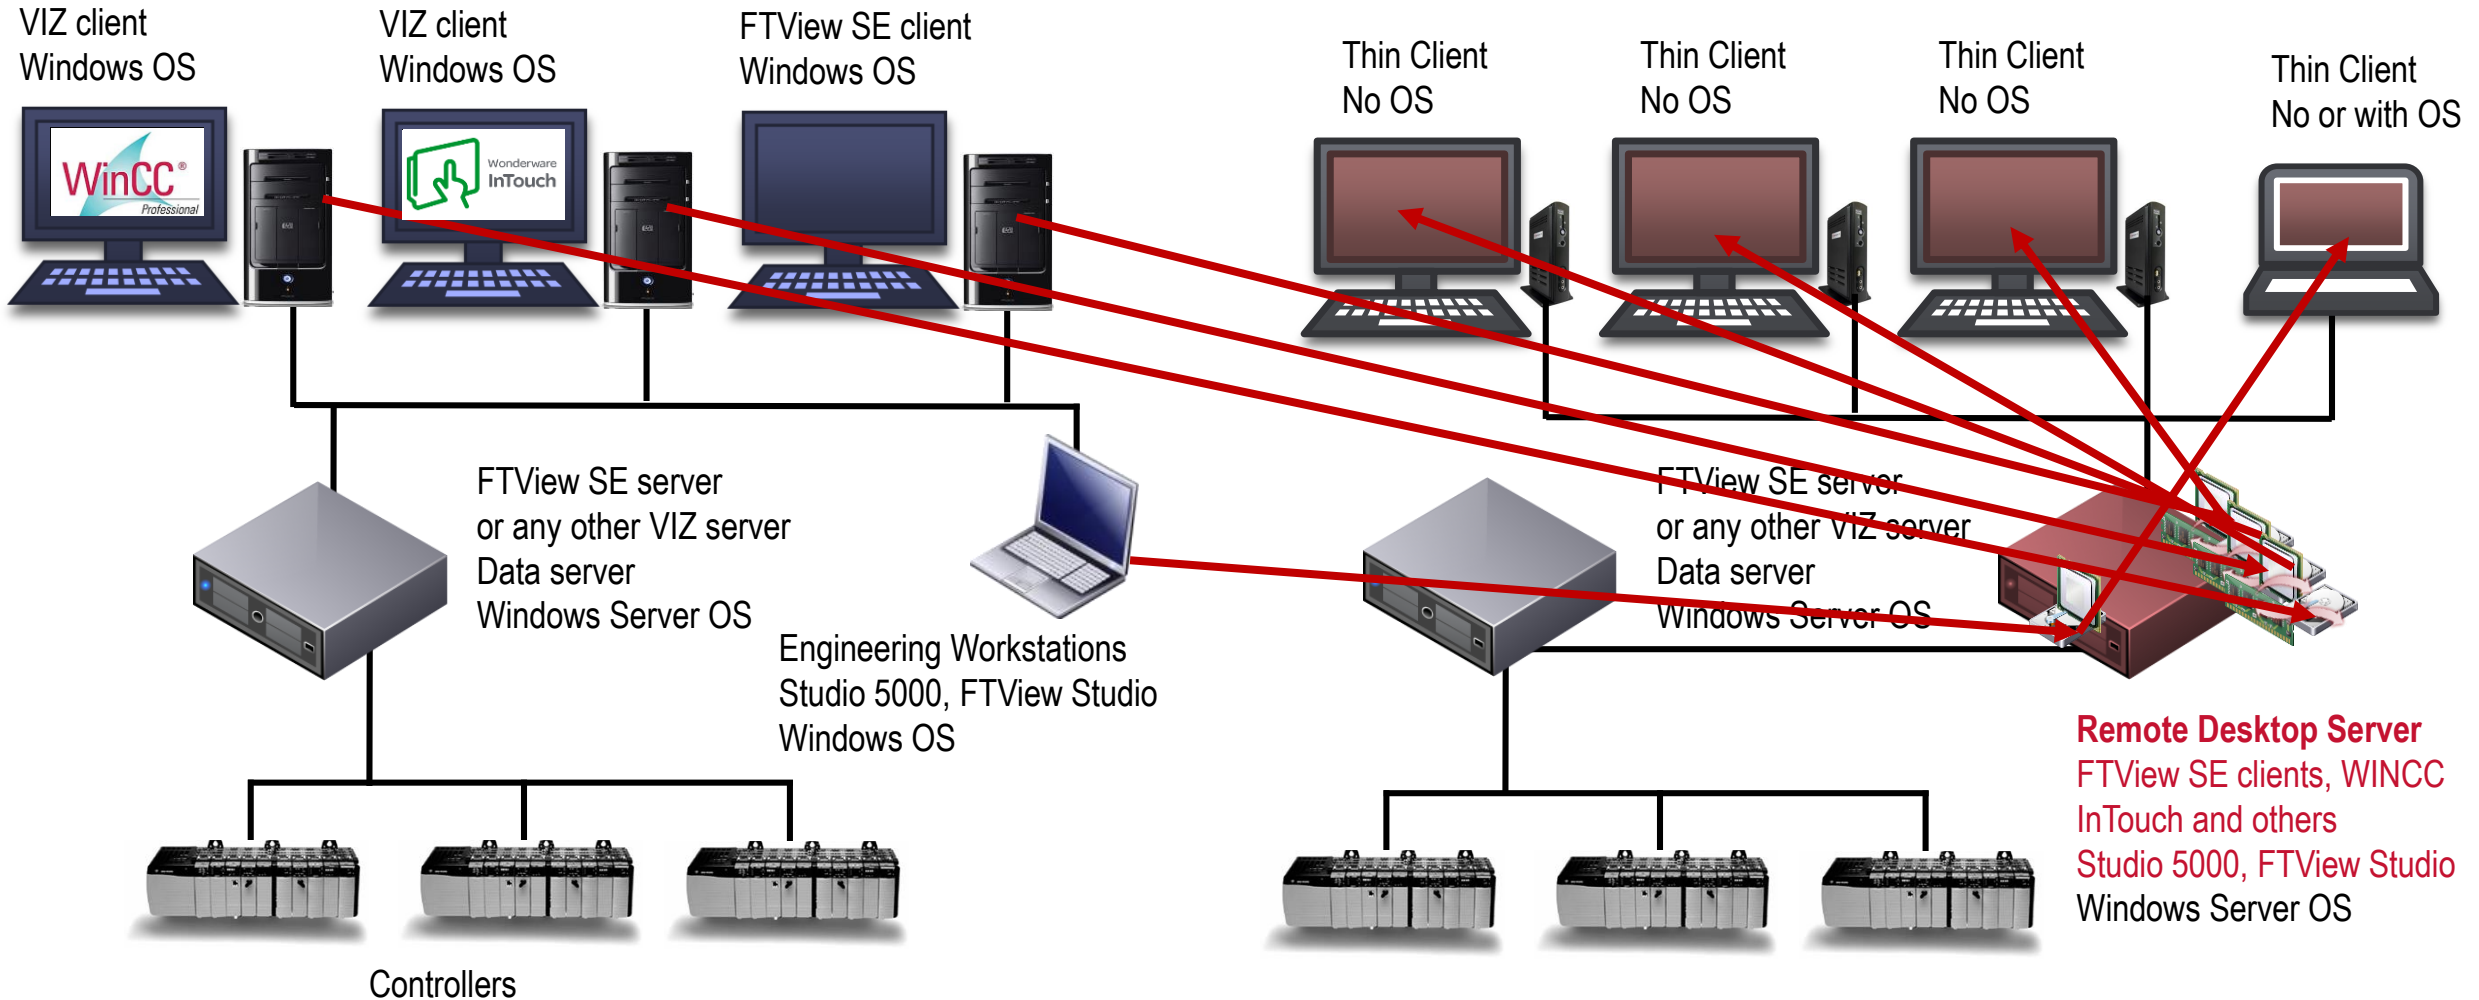 VIZ client
Windows OS
VIZ client
Windows OS
FTView SE client
Windows OS
Thin Client
No OS
Thin Client
No OS
Thin Client
No OS
Thin Client
No or with OS
WinCC®
Professional
Wonderware
InTouch
FTView SE server
or any other VIZ server
Data server
Windows Server OS
Engineering Workstations
Studio 5000, FTView Studio
Windows OS
FTView SE server
or any other VIZ server
Data server
Windows Server OS
Remote Desktop Server
FTView SE clients, WINCC
InTouch and others
Studio 5000, FTView Studio
Windows Server OS
Controllers